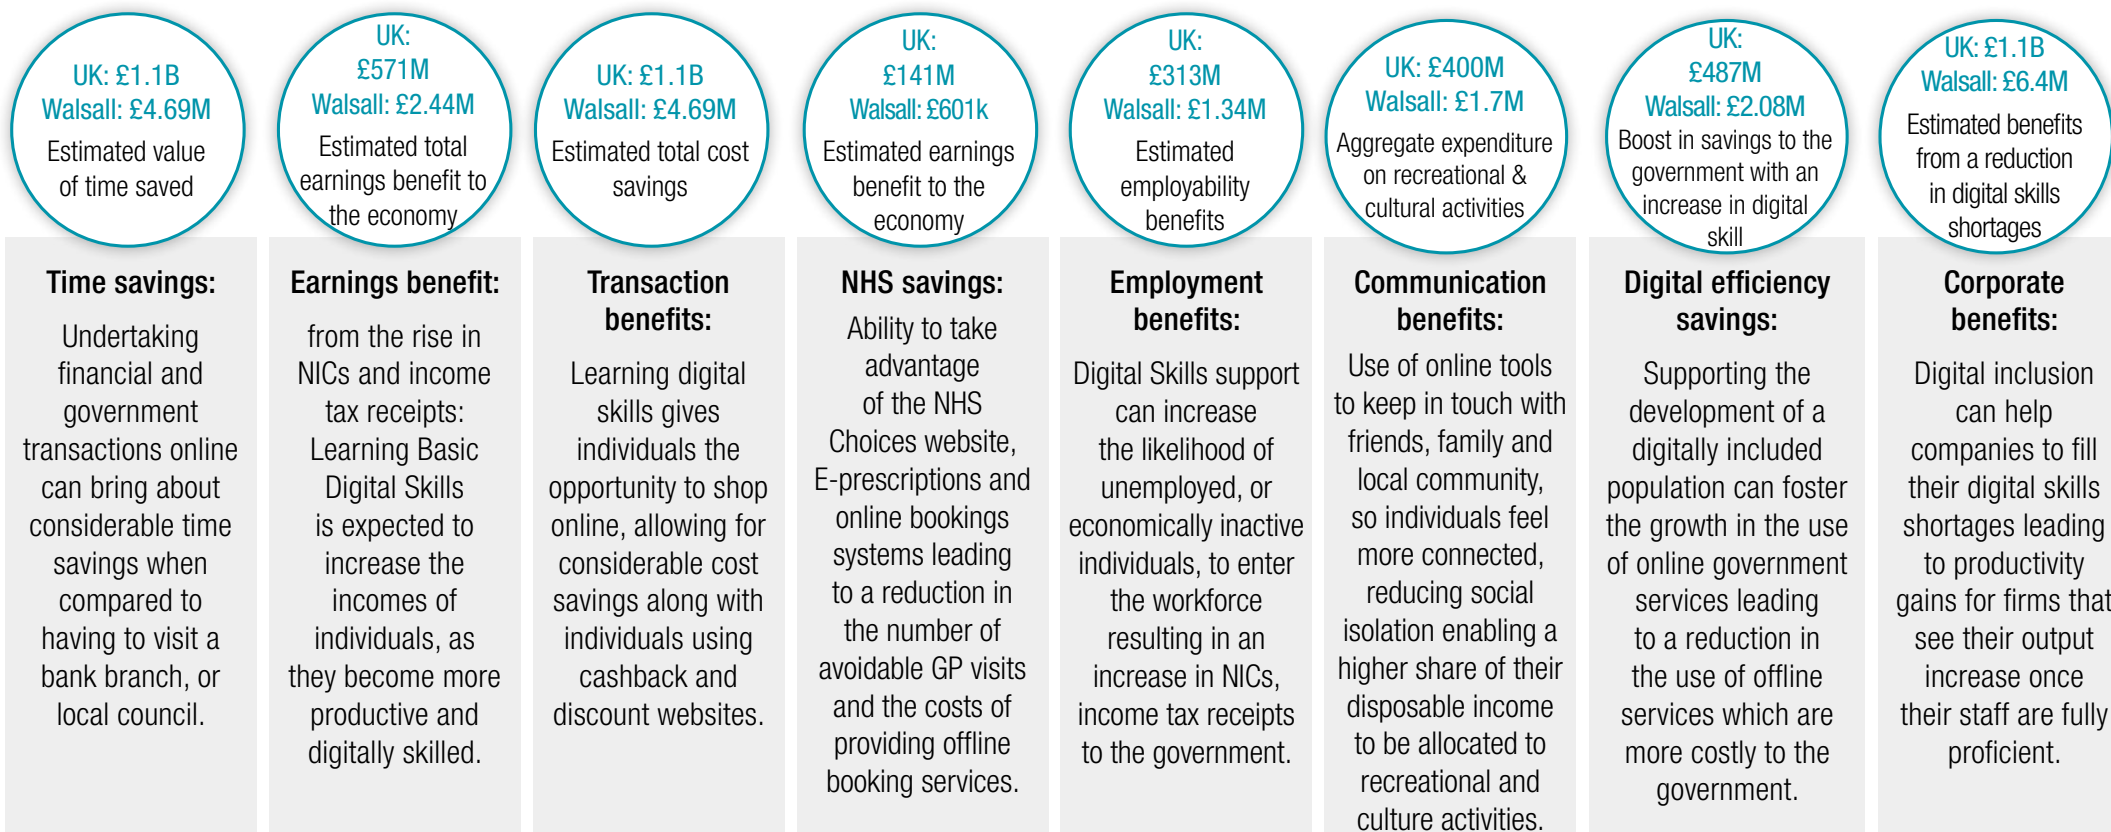 UK: £1.1B
Walsall: £4.69M
Estimated value
of time saved
Time savings:
Undertaking
financial and
government
transactions online
can bring about
considerable time
savings when
compared to
having to visit a
bank branch, or
local council.
UK:
£571M
Walsall: £2.44M
Estimated total
earnings benefit to
the economy
Earnings benefit:
from the rise in
NICs and income
tax receipts:
Learning Basic
Digital Skills
is expected to
increase the
incomes of
individuals, as
they become more
productive and
digitally skilled.
UK: £1.1B
Walsall: £4.69M
Estimated total cost
savings
Transaction
benefits:
Learning digital
skills gives
individuals the
opportunity to shop
online, allowing for
considerable cost
savings along with
individuals using
cashback and
discount websites.
UK:
£141M
Walsall: £601k
Estimated earnings
benefit to the
economy
NHS savings:
Ability to take
advantage
of the NHS
Choices website,
E-prescriptions and
online bookings
systems leading
to a reduction in
the number of
avoidable GP visits
and the costs of
providing offline
booking services.
UK:
£313M
Walsall: £1.34M
Estimated
employability
benefits
Employment
benefits:
Digital Skills support
can increase
the likelihood of
unemployed, or
economically inactive
individuals, to enter
the workforce
resulting in an
increase in NICs,
income tax receipts
to the government.
UK: £400M
Walsall: £1.7M
Aggregate expenditure
on recreational &
cultural activities
Communication
benefits:
Use of online tools
to keep in touch with
friends, family and
local community,
so individuals feel
more connected,
reducing social
isolation enabling a
higher share of their
disposable income
to be allocated to
recreational and
culture activities.
UK:
£487M
Walsall: £2.08M
Boost in savings to the
government with an
increase in digital
skill
Digital efficiency
savings:
Supporting the
development of a
digitally included
population can foster
the growth in the use
of online government
services leading
to a reduction in
the use of offline
services which are
more costly to the
government.
UK: £1.1B
Walsall: £6.4M
Estimated benefits
from a reduction
in digital skills
shortages
Corporate
benefits:
Digital inclusion
can help
companies to fill
their digital skills
shortages leading
to productivity
gains for firms that
see their output
increase once
their staff are fully
proficient.